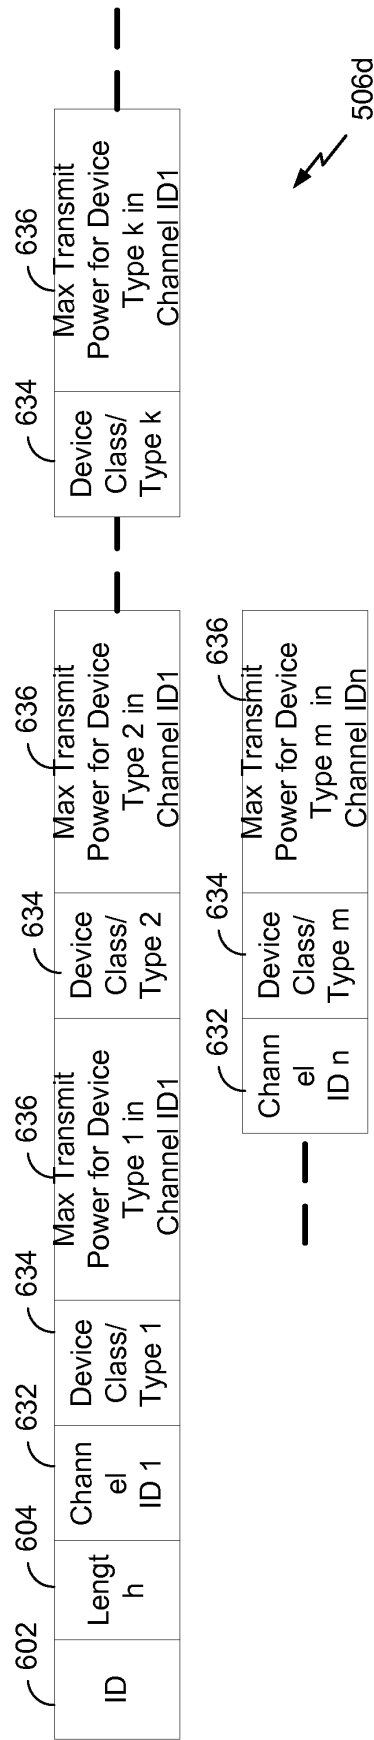 602
604
632
634
636
634
636
634
636
ID
Lengt
h
Chann
el
ID 1
Device
Class/
Type 1
Max Transmit
Power for Device
Type 1 in
Channel ID1
Device
Class/
Type 2
Max Transmit
Power for Device
Type 2 in
Channel ID1
Device
Class/
Type k
Max Transmit
Power for Device
Type k in
Channel ID1
632
634
636
Chann
el
ID n
Device
Class/
Type m
Max Transmit
Power for Device
Type m in
Channel IDn
506d